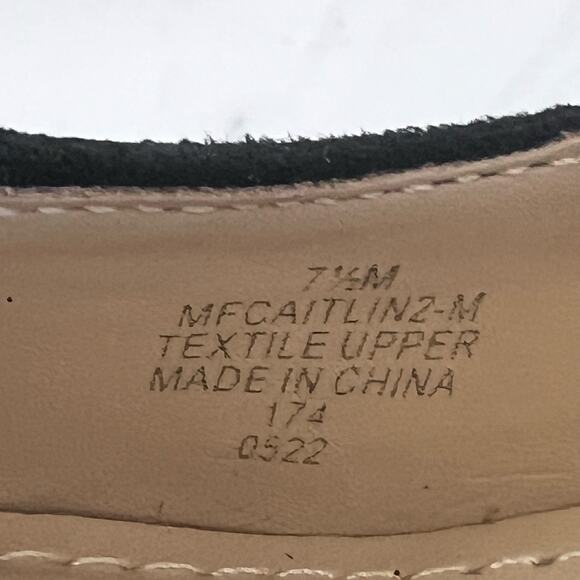 7½M
MFCAITLIN2-M
TEXTILE UPPER
MADE IN CHINA
174
0522